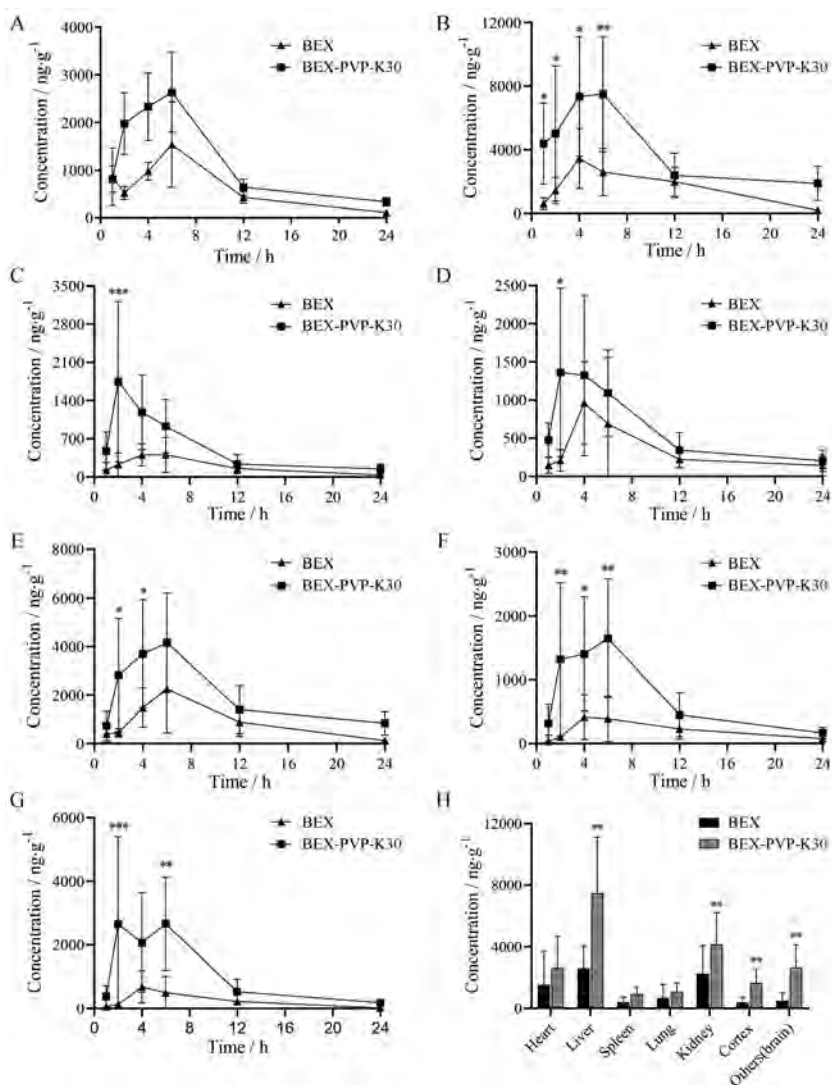 A
BEX
BEX-PVP-K30
Concentration / ng·g⁻¹
4000
3000
2000
1000
0
0 4 8 12 16 20 24
Time / h
B
BEX
BEX-PVP-K30
Concentration / ng·g⁻¹
12000
8000
4000
0
* * * **
0 4 8 12 16 20 24
Time / h
C
BEX
BEX-PVP-K30
Concentration / ng·g⁻¹
3500
2800
2100
1400
700
0
***
0 4 8 12 16 20 24
Time / h
D
BEX
BEX-PVP-K30
Concentration / ng·g⁻¹
2500
2000
1500
1000
500
0
*
0 4 8 12 16 20 24
Time / h
E
BEX
BEX-PVP-K30
Concentration / ng·g⁻¹
8000
6000
4000
2000
0
* *
0 4 8 12 16 20 24
Time / h
F
BEX
BEX-PVP-K30
Concentration / ng·g⁻¹
3000
2000
1000
0
** * **
0 4 8 12 16 20 24
Time / h
G
BEX
BEX-PVP-K30
Concentration / ng·g⁻¹
6000
4000
2000
0
*** **
0 4 8 12 16 20 24
Time / h
H
BEX
BEX-PVP-K30
Concentration / ng·g⁻¹
12000
8000
4000
0
** ** ** **
Heart Liver Spleen Lung Kidney Cortex Others(brain)